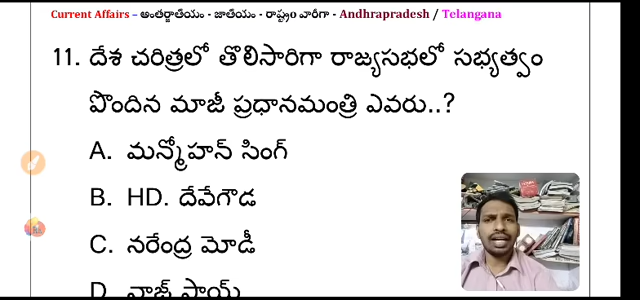 Current Affairs – అంతర్జాతీయం - జాతీయం - రాష్ట్రం వారీగా - Andhrapradesh / Telangana
11. దేశ చరిత్రలో తొలిసారిగా రాజ్యసభలో సభ్యత్వం
పొందిన మాజీ ప్రధానమంత్రి ఎవరు..?
A. మన్మోహన్ సింగ్
B. HD. దేవేగౌడ
C. నరేంద్ర మోడీ
D. వాజ్ పాయ్